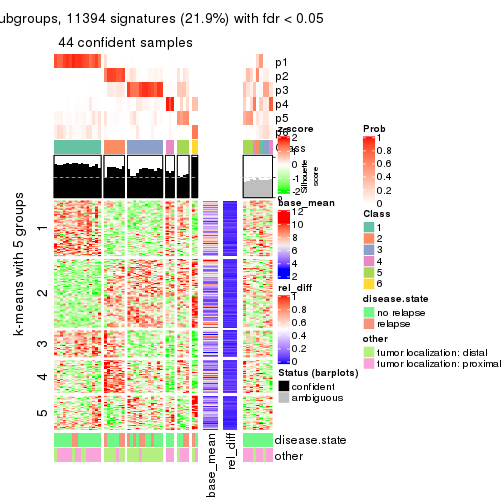 ubgroups, 11394 signatures (21.9%) with fdr < 0.05
44 confident samples
p1
p2
p3
p4
p5
p6
Class
Silhouette
score
k-means with 5 groups
1
2
3
4
5
base_mean
rel_diff
disease.state
other
z-score
2
1
0
-1
-2
base_mean
12
10
8
6
4
2
rel_diff
1
0.8
0.6
0.4
0.2
0
Status (barplots)
confident
ambiguous
Prob
1
0.8
0.6
0.4
0.2
0
Class
1
2
3
4
5
6
disease.state
no relapse
relapse
other
tumor localization: distal
tumor localization: proximal